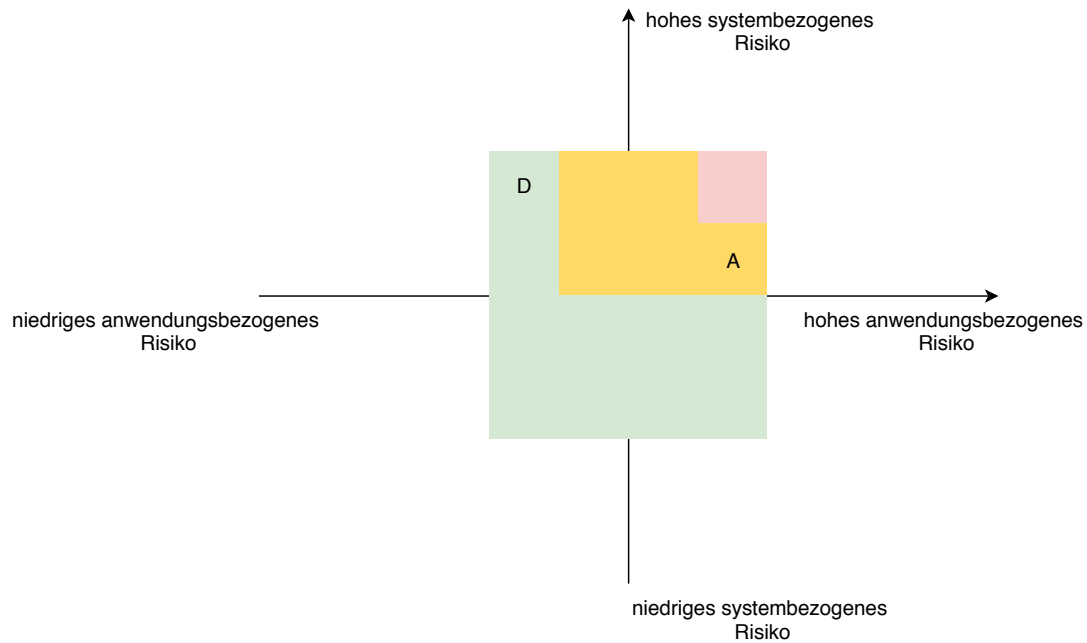 hohes systembezogenes
Risiko
D
A
niedriges anwendungsbezogenes
Risiko
hohes anwendungsbezogenes
Risiko
niedriges systembezogenes
Risiko